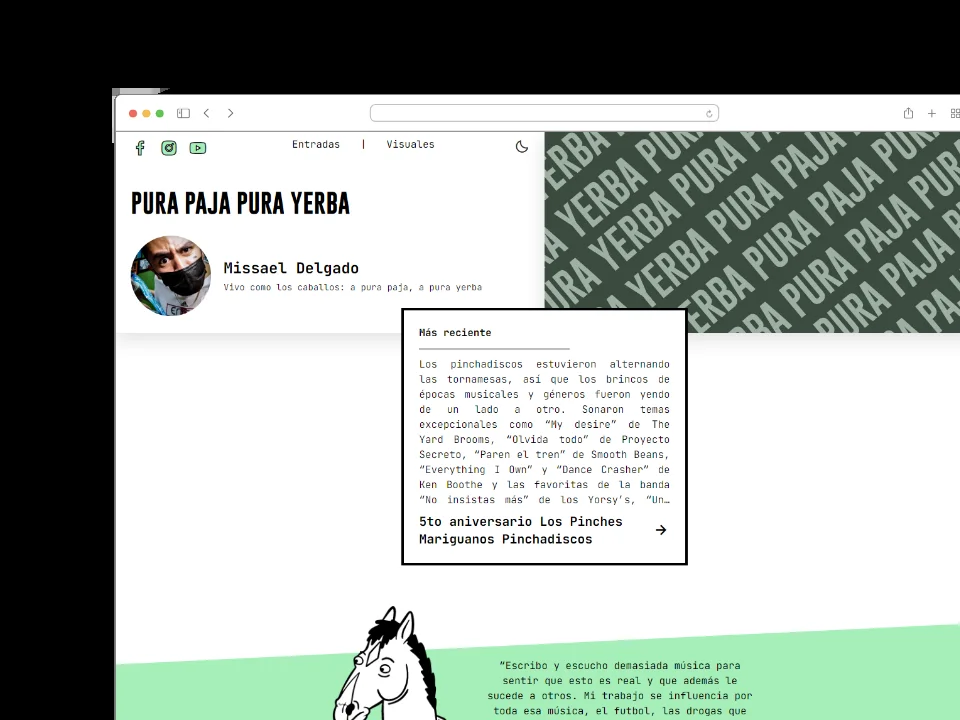 Entradas | Visuales
PURA PAJA PURA YERBA
Missael Delgado
Vivo como los caballos: a pura paja, a pura yerba
YERBA PURA PAJA PURA YERBA PURA PAJA
Más reciente
Los pinchadiscos estuvieron alternando
las tornamesas, así que los brincos de
épocas musicales y géneros fueron yendo
de un lado a otro. Sonaron temas
excepcionales como “My desire” de The
Yard Brooms, “Olvida todo” de Proyecto
Secreto, “Paren el tren” de Smooth Beans,
“Everything I Own” y “Dance Crasher” de
Ken Boothe y las favoritas de la banda
“No insistas más” de los Yorsy’s, “Un…
5to aniversario Los Pinches
Mariguanos Pinchadiscos
“Escribo y escucho demasiada música para
sentir que esto es real y que además le
sucede a otros. Mi trabajo se influencia por
toda esa música, el futbol, las drogas que